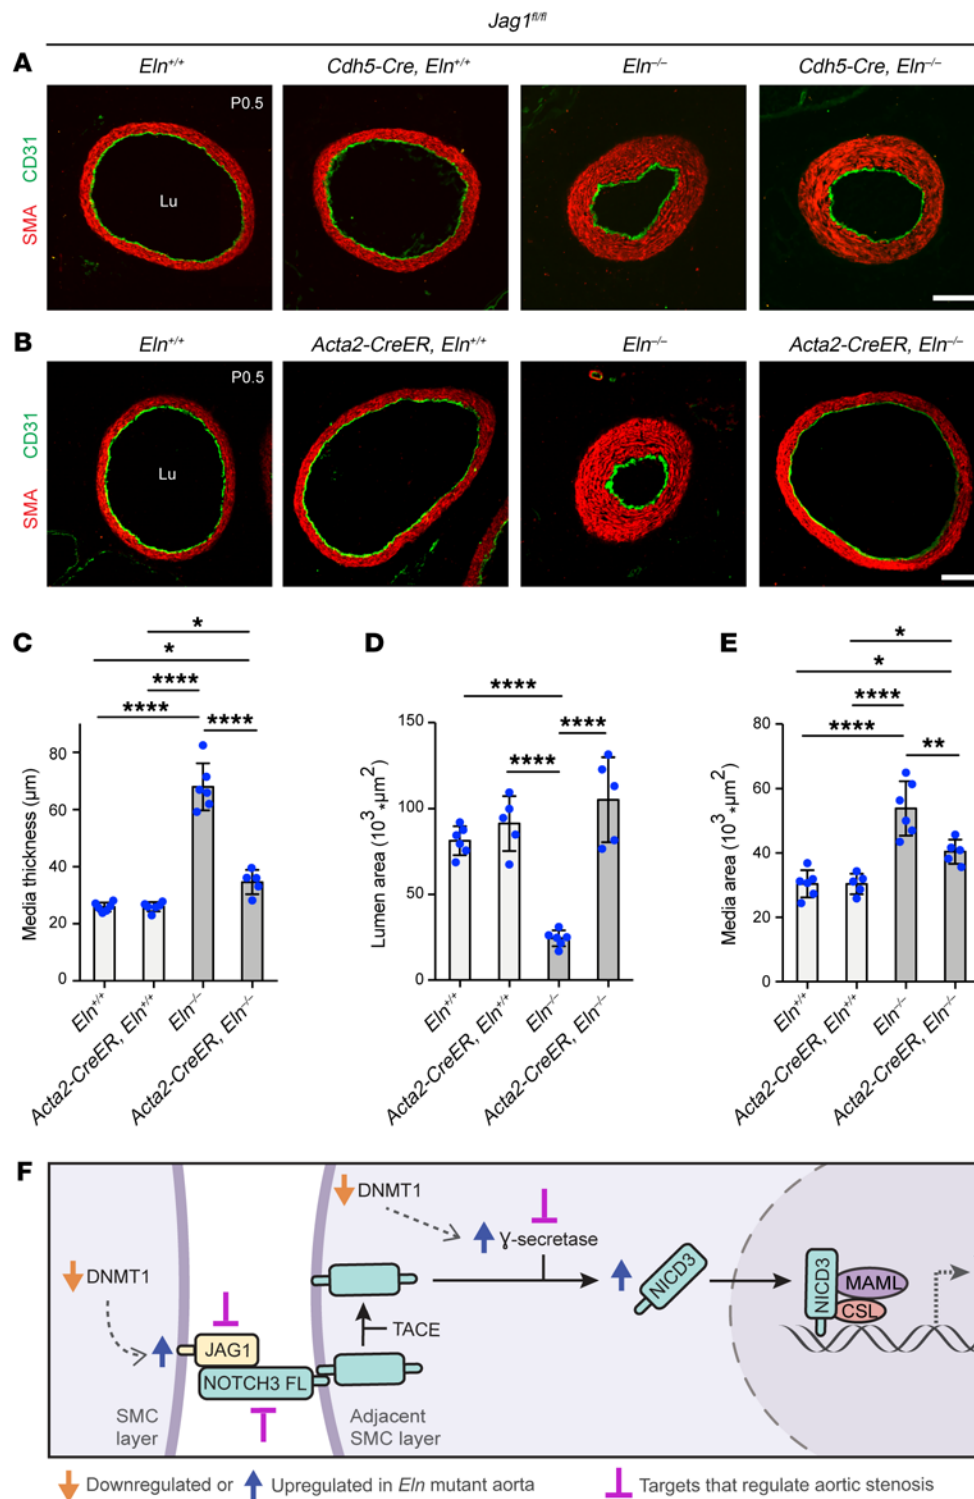 Jag1fl/fl
A
Eln+/+
Cdh5-Cre, Eln+/+
Eln–/–
Cdh5-Cre, Eln–/–
SMA CD31
P0.5
Lu
B
Eln+/+
Acta2-CreER, Eln+/+
Eln–/–
Acta2-CreER, Eln–/–
SMA CD31
P0.5
Lu
C
*
*
****
**** ****
Media thickness (µm)
80
60
40
20
0
Eln+/+
Acta2-CreER, Eln+/+
Eln–/–
Acta2-CreER, Eln–/–
D
****
****
****
Lumen area (103*µm2)
150
100
50
0
Eln+/+
Acta2-CreER, Eln+/+
Eln–/–
Acta2-CreER, Eln–/–
E
*
*
****
**** **
Media area (103*µm2)
80
60
40
20
0
Eln+/+
Acta2-CreER, Eln+/+
Eln–/–
Acta2-CreER, Eln–/–
F
DNMT1
DNMT1
γ-secretase
NICD3
NICD3
MAML
CSL
TACE
JAG1
NOTCH3 FL
SMC
layer
Adjacent
SMC layer
Downregulated or
Upregulated in Eln mutant aorta
Targets that regulate aortic stenosis